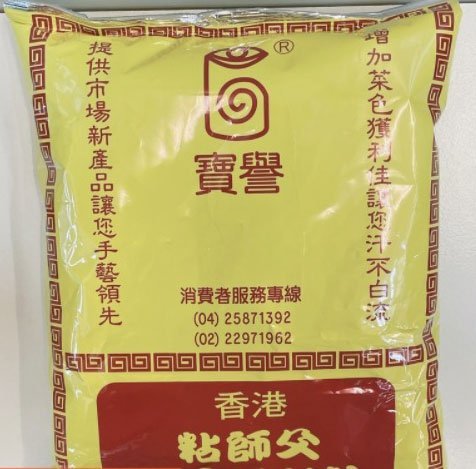 增加菜色獲利佳讓您汗不白流
提供市場新產品讓您手藝領先
®
寶譽
消費者服務專線
(04) 25871392
(02) 22971962
香港
粘師父